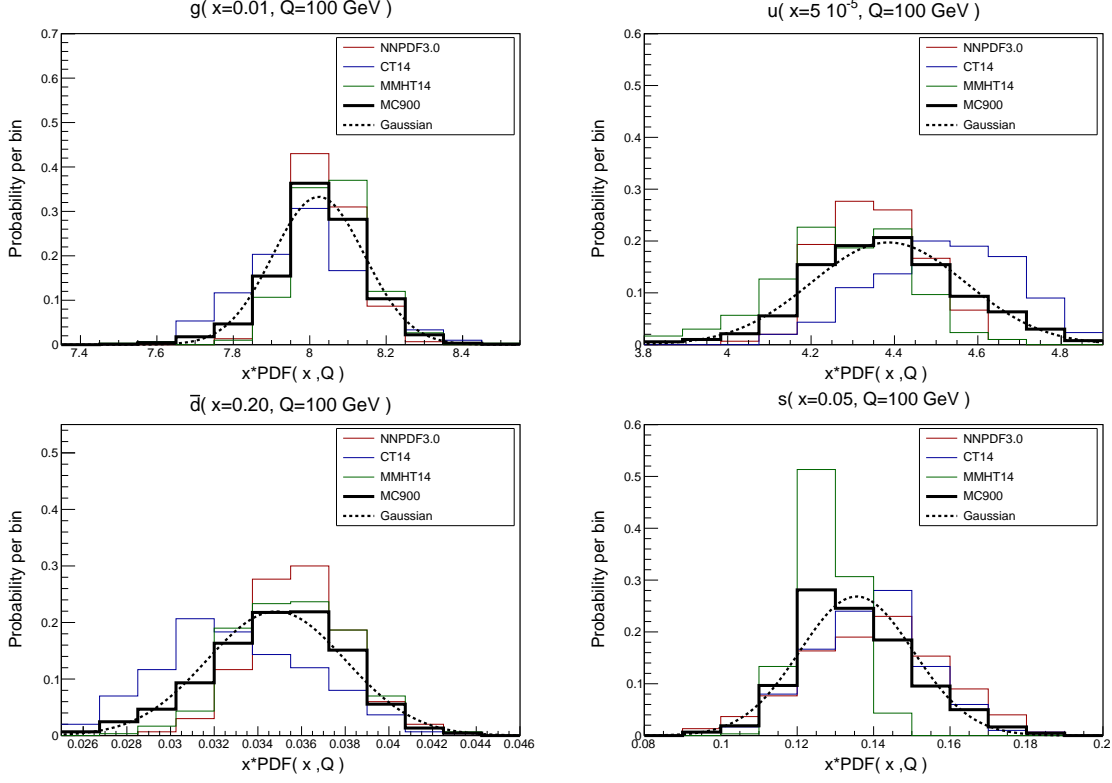 g( x=0.01, Q=100 GeV )
0.7
0.6
0.5
0.4
0.3
0.2
0.1
0
Probability per bin
NNPDF3.0
CT14
MMHT14
MC900
Gaussian
7.4 7.6 7.8 8 8.2 8.4
x*PDF( x ,Q )
u( x=5 10^-5, Q=100 GeV )
0.6
0.5
0.4
0.3
0.2
0.1
0
Probability per bin
NNPDF3.0
CT14
MMHT14
MC900
Gaussian
3.8 4 4.2 4.4 4.6 4.8
x*PDF( x ,Q )
d̅( x=0.20, Q=100 GeV )
0.5
0.4
0.3
0.2
0.1
0
Probability per bin
NNPDF3.0
CT14
MMHT14
MC900
Gaussian
0.026 0.028 0.03 0.032 0.034 0.036 0.038 0.04 0.042 0.044 0.046
x*PDF( x ,Q )
s( x=0.05, Q=100 GeV )
0.6
0.5
0.4
0.3
0.2
0.1
0
Probability per bin
NNPDF3.0
CT14
MMHT14
MC900
Gaussian
0.08 0.1 0.12 0.14 0.16 0.18 0.2
x*PDF( x ,Q )